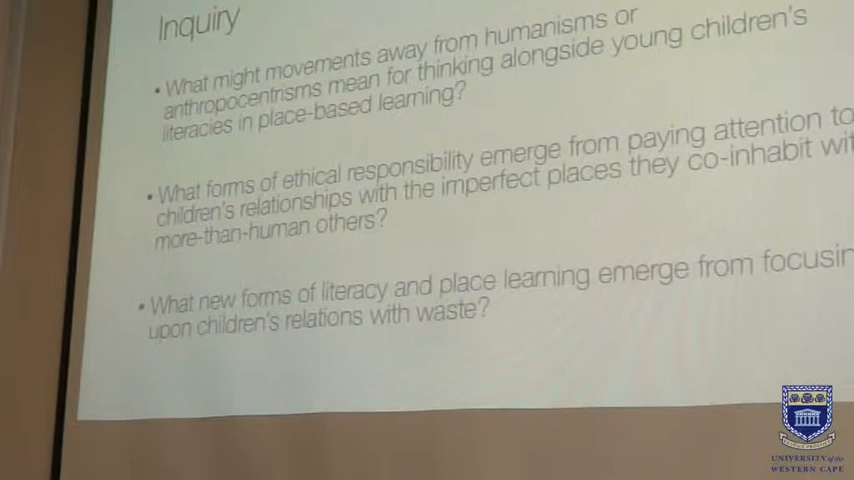 Inquiry
• What might movements away from humanisms or
anthropocentrisms mean for thinking alongside young children's
literacies in place-based learning?
• What forms of ethical responsibility emerge from paying attention to
children's relationships with the imperfect places they co-inhabit wit
more-than-human others?
• What new forms of literacy and place learning emerge from focusin
upon children's relations with waste?
UNIVERSITY of the
WESTERN CAPE